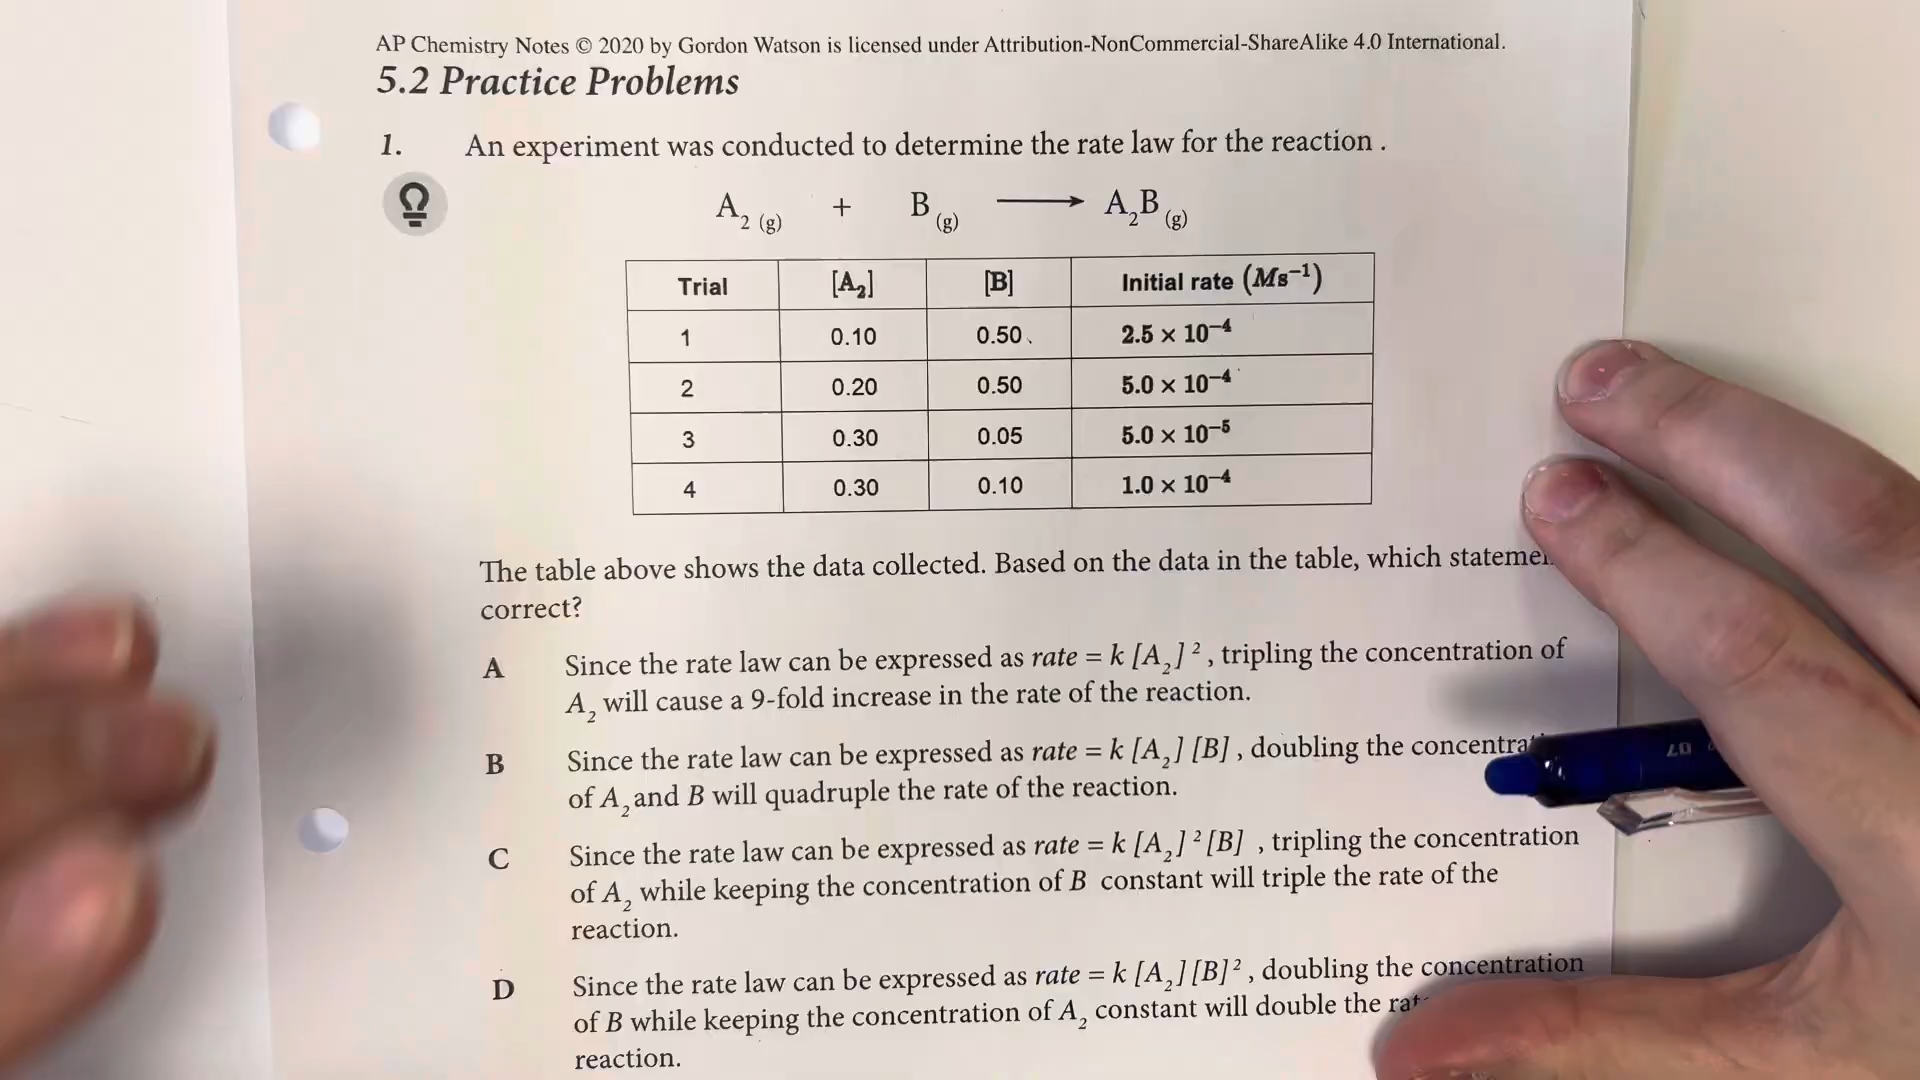 AP Chemistry Notes © 2020 by Gordon Watson is licensed under Attribution-NonCommercial-ShareAlike 4.0 International.
5.2 Practice Problems
1. An experiment was conducted to determine the rate law for the reaction .
A₂ (g) + B (g) ⟶ A₂B (g)
Trial [A₂] [B] Initial rate (Ms⁻¹)
1 0.10 0.50 2.5 × 10⁻⁴
2 0.20 0.50 5.0 × 10⁻⁴
3 0.30 0.05 5.0 × 10⁻⁵
4 0.30 0.10 1.0 × 10⁻⁴
The table above shows the data collected. Based on the data in the table, which
correct?
A Since the rate law can be expressed as rate = k [A₂] ² , tripling the concentration of
A₂ will cause a 9-fold increase in the rate of the reaction.
B Since the rate law can be expressed as rate = k [A₂] [B] , doubling the
of A₂ and B will quadruple the rate of the reaction.
C Since the rate law can be expressed as rate = k [A₂] ² [B] , tripling the concentration
of A₂ while keeping the concentration of B constant will triple the rate of the
reaction.
D Since the rate law can be expressed as rate = k [A₂] [B] ² , doubling the concentration
of B while keeping the concentration of A₂ constant will double the
reaction.
07